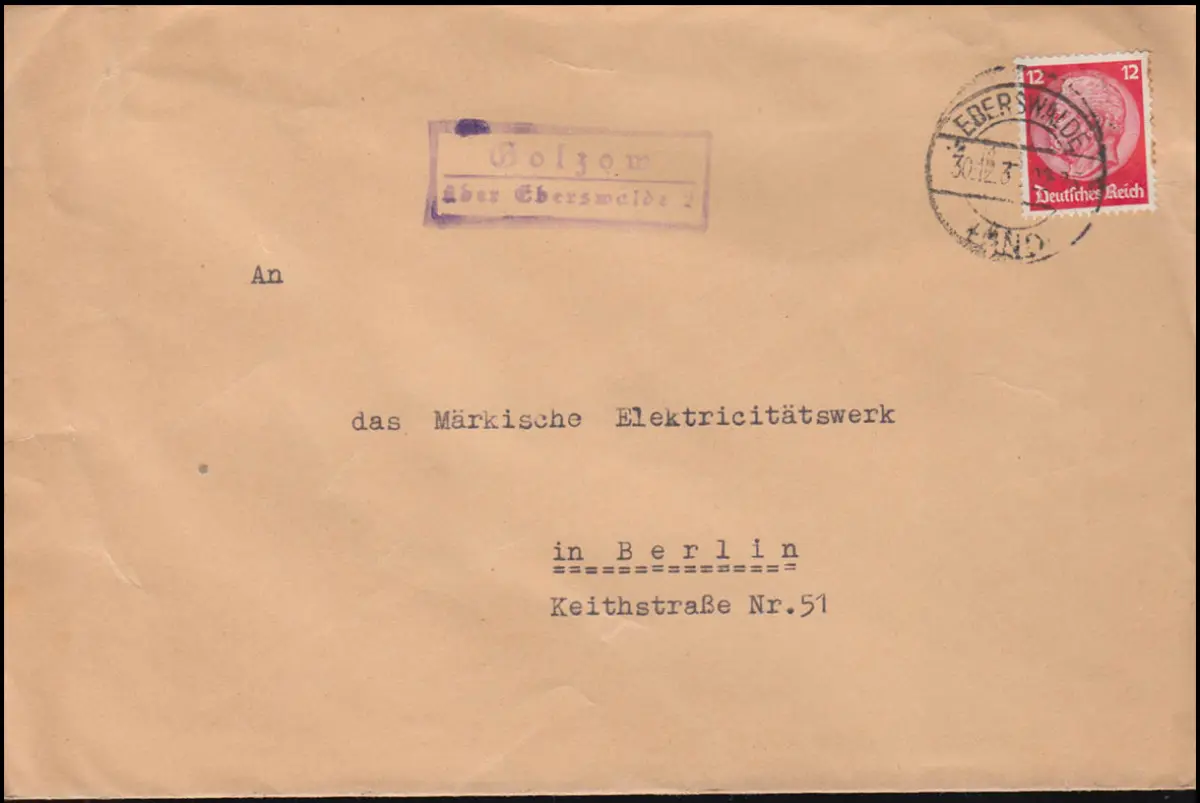 Golzow
über Eberswalde 2
12 12
Deutsches Reich
EBERSWALDE
30.12.3
LAND
An
das Märkische Elektricitätswerk
in Berlin
Keithstraße Nr.51